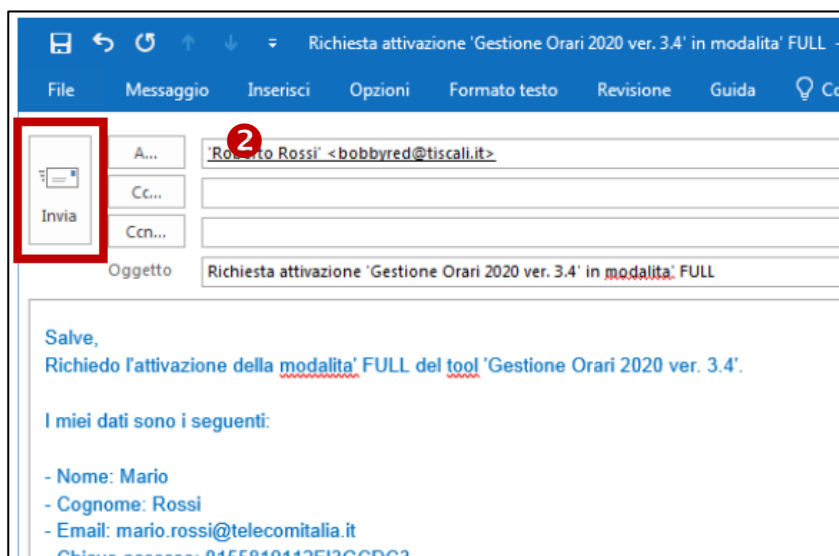 Richiesta attivazione 'Gestione Orari 2020 ver. 3.4' in modalita' FULL -
File Messaggio Inserisci Opzioni Formato testo Revisione Guida
2
A... 'Roberto Rossi' <bobbyred@tiscali.it>
Cc...
Invia
Ccn...
Oggetto Richiesta attivazione 'Gestione Orari 2020 ver. 3.4' in modalita' FULL
Salve,
Richiedo l'attivazione della modalita' FULL del tool 'Gestione Orari 2020 ver. 3.4'.
I miei dati sono i seguenti:
- Nome: Mario
- Cognome: Rossi
- Email: mario.rossi@telecomitalia.it